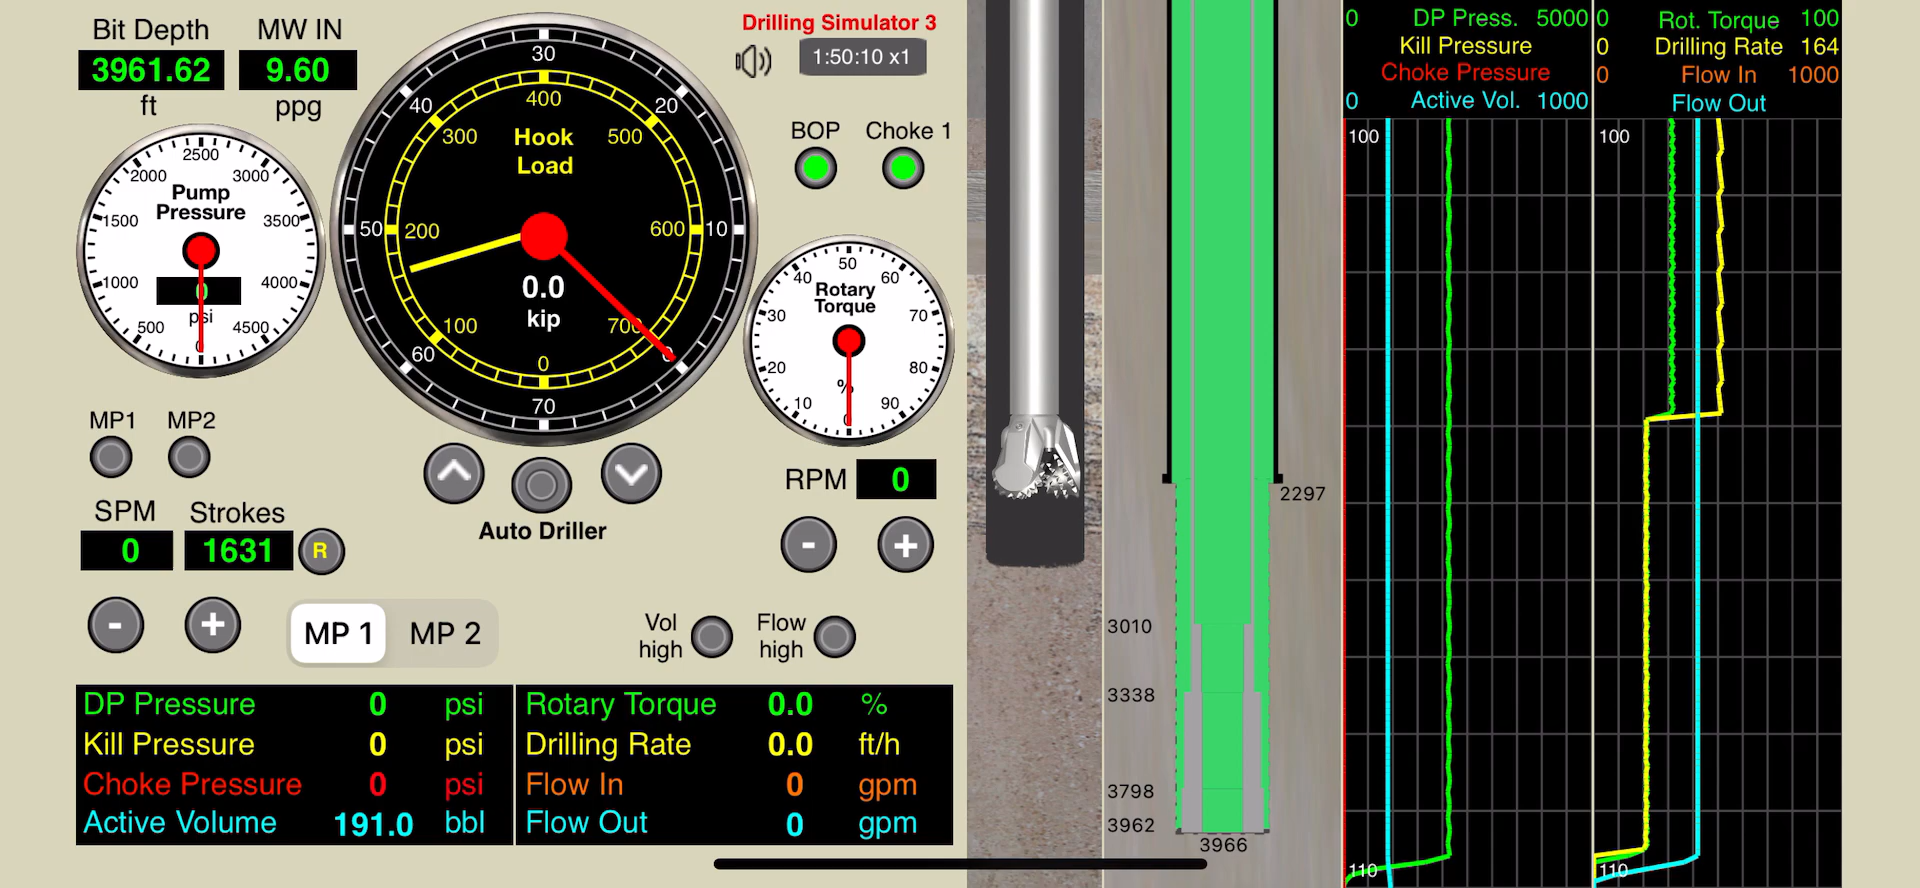 Bit Depth
3961.62
ft
MW IN
9.60
ppg
Drilling Simulator 3
1:50:10 x1
BOP
Choke 1
Pump
Pressure
0
psi
0
500
1000
1500
2000
2500
3000
3500
4000
4500
Hook
Load
0.0
kip
0
100
200
300
400
500
600
700
0
10
20
30
40
50
60
70
Rotary
Torque
%
0
10
20
30
40
50
60
70
80
90
MP1
MP2
SPM
0
Strokes
1631
R
-
+
MP 1
MP 2
Auto Driller
RPM
0
-
+
Vol
high
Flow
high
DP Pressure 0 psi
Kill Pressure 0 psi
Choke Pressure 0 psi
Active Volume 191.0 bbl
Rotary Torque 0.0 %
Drilling Rate 0.0 ft/h
Flow In 0 gpm
Flow Out 0 gpm
2297
3010
3338
3798
3962
3966
0 DP Press. 5000
Kill Pressure
Choke Pressure
0 Active Vol. 1000
100
110
0 Rot. Torque 100
0 Drilling Rate 164
0 Flow In 1000
Flow Out
100
110